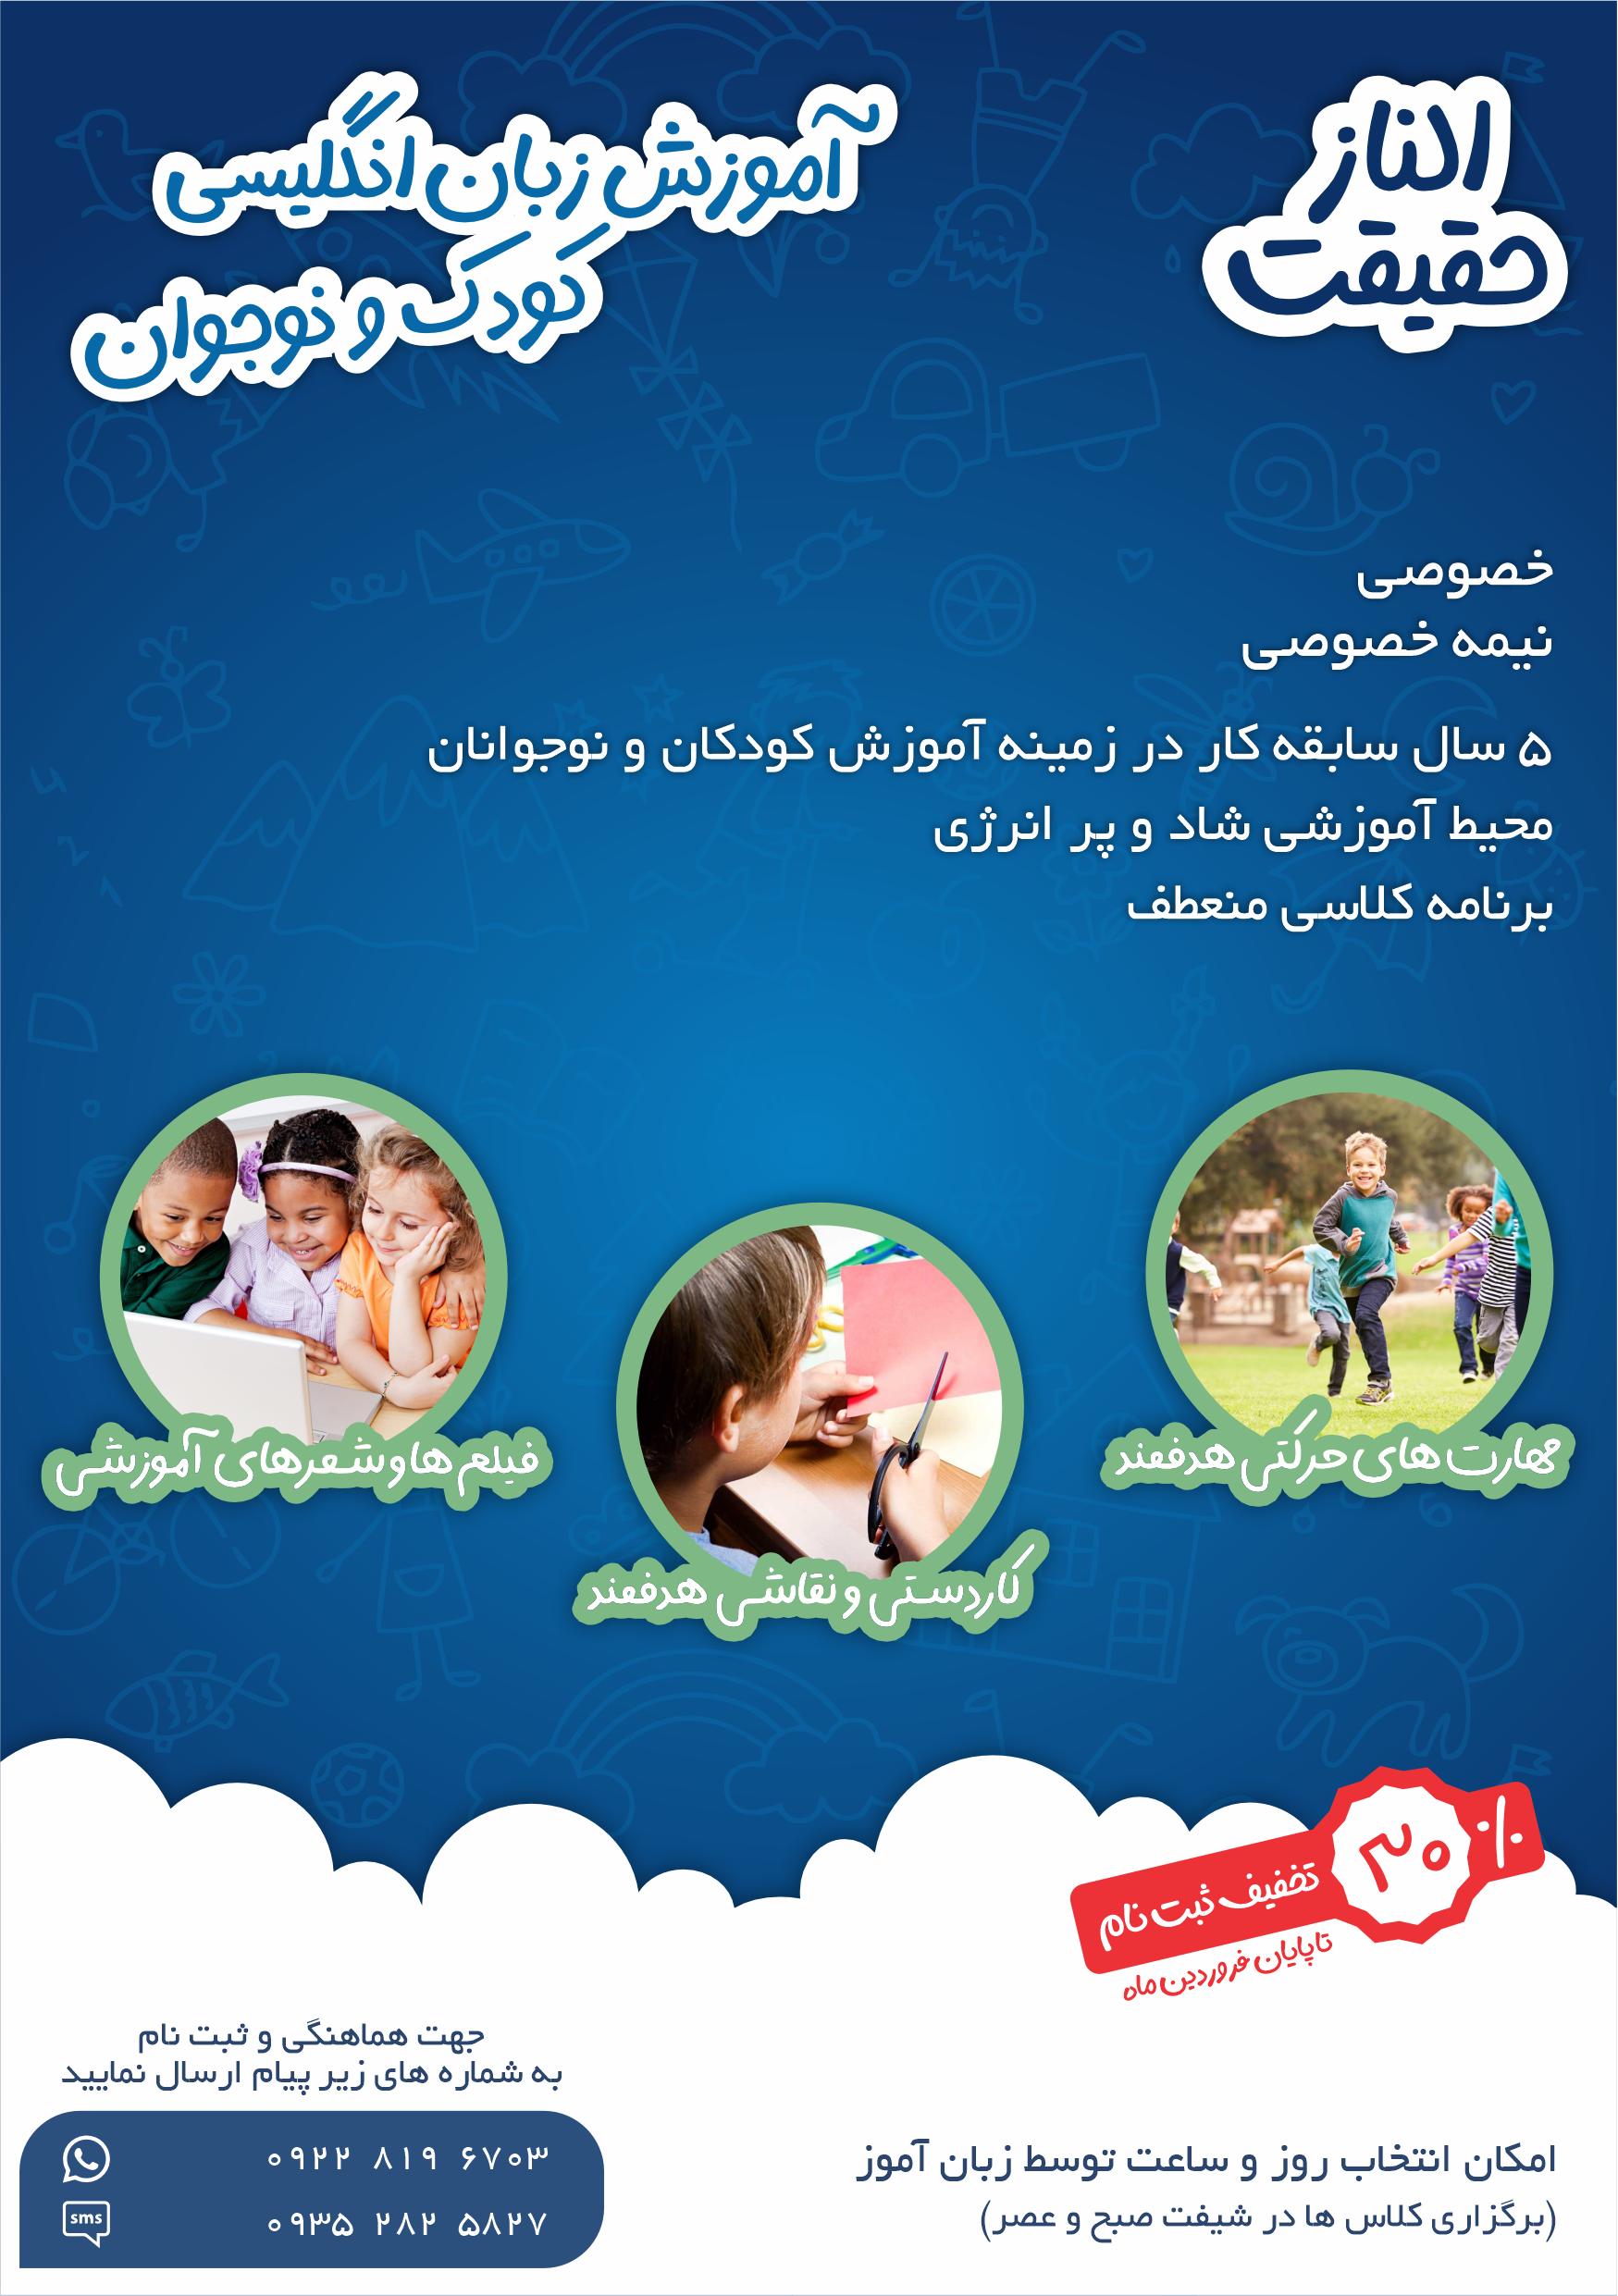 الناز
حقیقت
آموزش زبان انگلیسی
کودک و نوجوان
خصوصی
نیمه خصوصی
۵ سال سابقه کار در زمینه آموزش کودکان و نوجوانان
محیط آموزشی شاد و پر انرژی
برنامه کلاسی منعطف
مهارت های حرکتی هدفمند
کاردستی و نقاشی هدفمند
فیلم ها و شعرهای آموزشی
۳۰٪
تخفیف ثبت نام
تا پایان فروردین ماه
جهت هماهنگی و ثبت نام
به شماره های زیر پیام ارسال نمایید
۰۹۲۲ ۸۱۹ ۶۷۰۳
sms ۰۹۳۵ ۲۸۲ ۵۸۲۷
امکان انتخاب روز و ساعت توسط زبان آموز
(برگزاری کلاس ها در شیفت صبح و عصر)